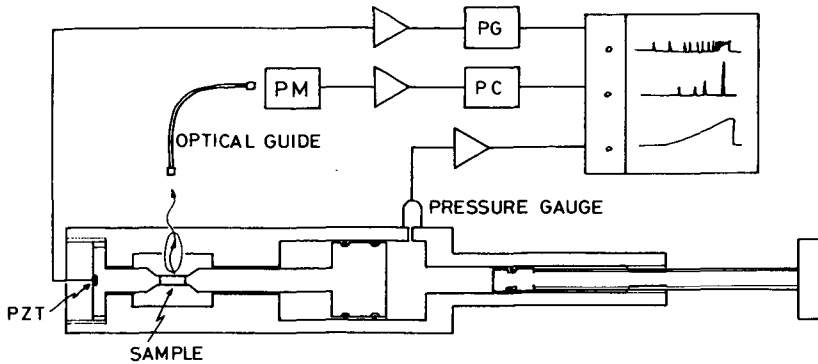 PG
PM
PC
OPTICAL GUIDE
PRESSURE GAUGE
PZT
SAMPLE